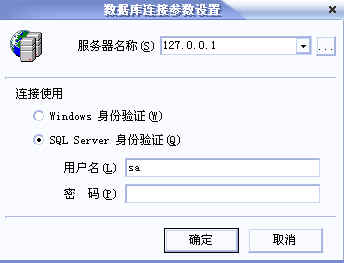 数据库连接参数设置
服务器名称(S) 127.0.0.1 ...
连接使用
Windows 身份验证(W)
SQL Server 身份验证(Q)
用户名(L) sa
密 码(P)
确定 取消